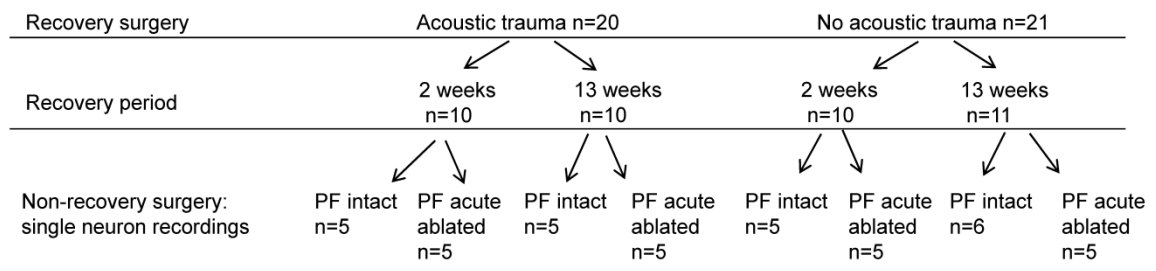 Recovery surgery
Acoustic trauma n=20
No acoustic trauma n=21
Recovery period
2 weeks
n=10
13 weeks
n=10
2 weeks
n=10
13 weeks
n=11
Non-recovery surgery:
single neuron recordings
PF intact
n=5
PF acute
ablated
n=5
PF intact
n=5
PF acute
ablated
n=5
PF intact
n=5
PF acute
ablated
n=5
PF intact
n=6
PF acute
ablated
n=5